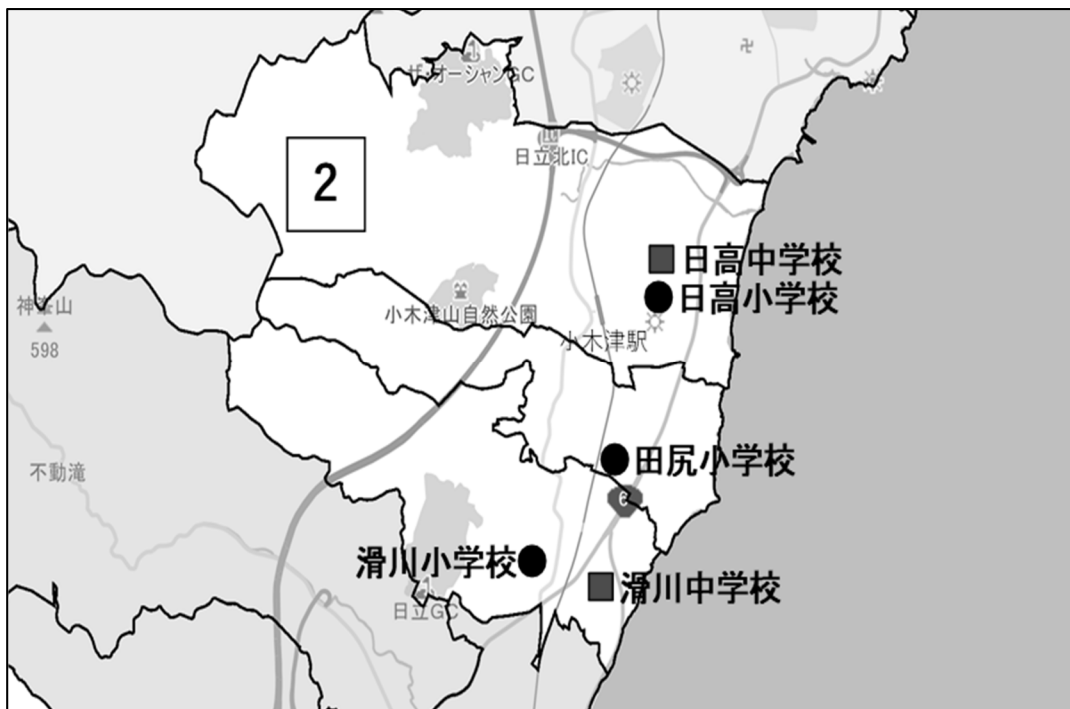 ザ・オーシャンGC
日立北IC
2
日高中学校
日高小学校
小木津山自然公園
小木津駅
598
田尻小学校
不動滝
6
滑川小学校
滑川中学校
日立GC